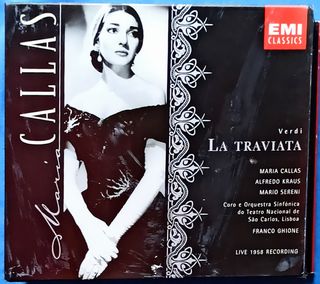 Maria CALLAS
EMI
CLASSICS
Verdi
LA TRAVIATA
MARIA CALLAS
ALFREDO KRAUS
MARIO SERENI
Coro e Orquestra Sinfónica
do Teatro Nacional de
São Carlos, Lisboa
FRANCO GHIONE
LIVE 1958 RECORDING